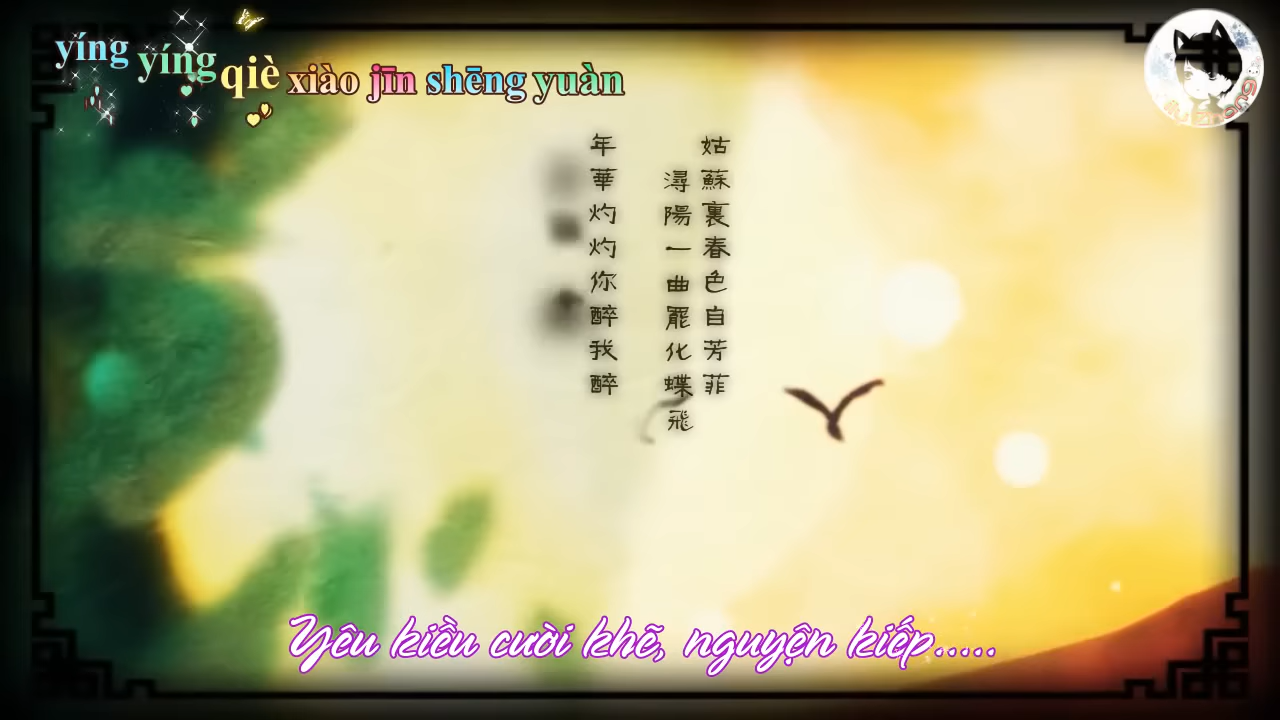 yíng yíng qiè xiào jīn shēng yuàn
姑蘇裏春色自芳菲
潯陽一曲罷化蝶飛
年華灼灼你醉我醉
Yêu kiều cười khẽ, nguyện kiếp.....